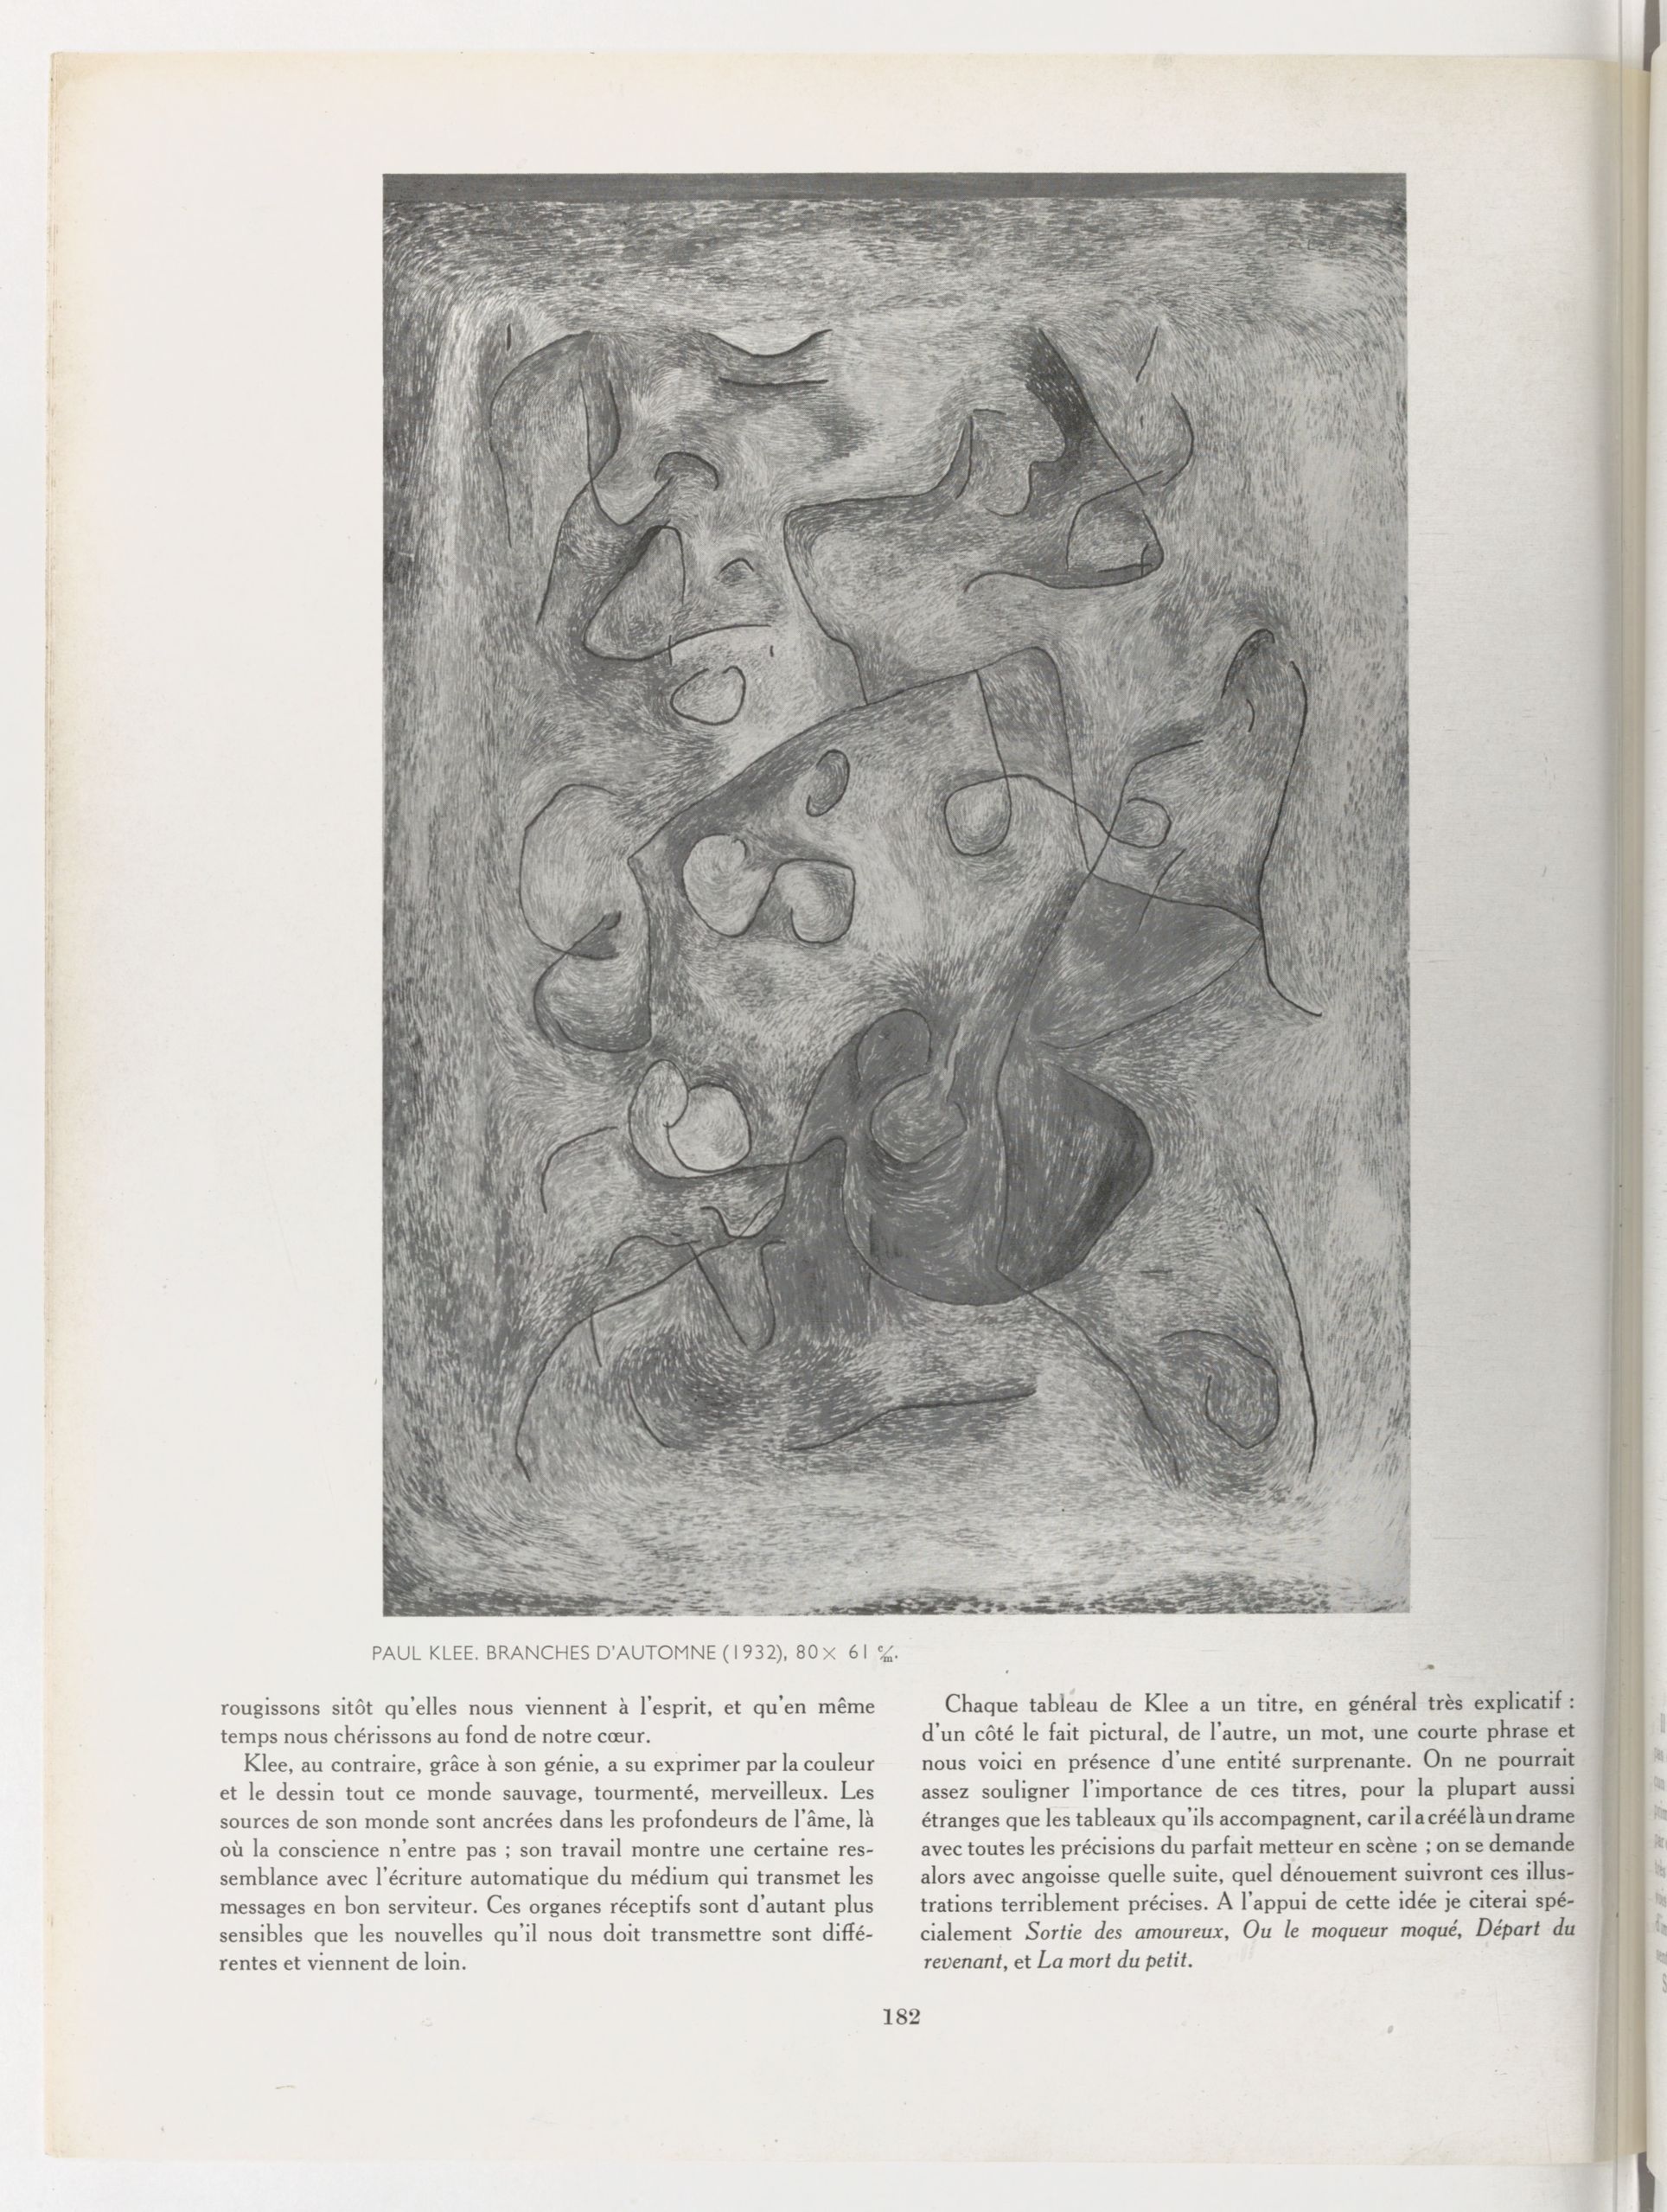 PAUL KLEE. BRANCHES D'AUTOMNE (1932), 80 × 61 c/m.
rougissons sitôt qu'elles nous viennent à l'esprit, et qu'en même
temps nous chérissons au fond de notre cœur.
Klee, au contraire, grâce à son génie, a su exprimer par la couleur
et le dessin tout ce monde sauvage, tourmenté, merveilleux. Les
sources de son monde sont ancrées dans les profondeurs de l'âme, là
où la conscience n'entre pas ; son travail montre une certaine res-
semblance avec l'écriture automatique du médium qui transmet les
messages en bon serviteur. Ces organes réceptifs sont d'autant plus
sensibles que les nouvelles qu'il nous doit transmettre sont diffé-
rentes et viennent de loin.
Chaque tableau de Klee a un titre, en général très explicatif :
d'un côté le fait pictural, de l'autre, un mot, une courte phrase et
nous voici en présence d'une entité surprenante. On ne pourrait
assez souligner l'importance de ces titres, pour la plupart aussi
étranges que les tableaux qu'ils accompagnent, car il a créé là un drame
avec toutes les précisions du parfait metteur en scène ; on se demande
alors avec angoisse quelle suite, quel dénouement suivront ces illus-
trations terriblement précises. A l'appui de cette idée je citerai spé-
cialement Sortie des amoureux, Ou le moqueur moqué, Départ du
revenant, et La mort du petit.
182